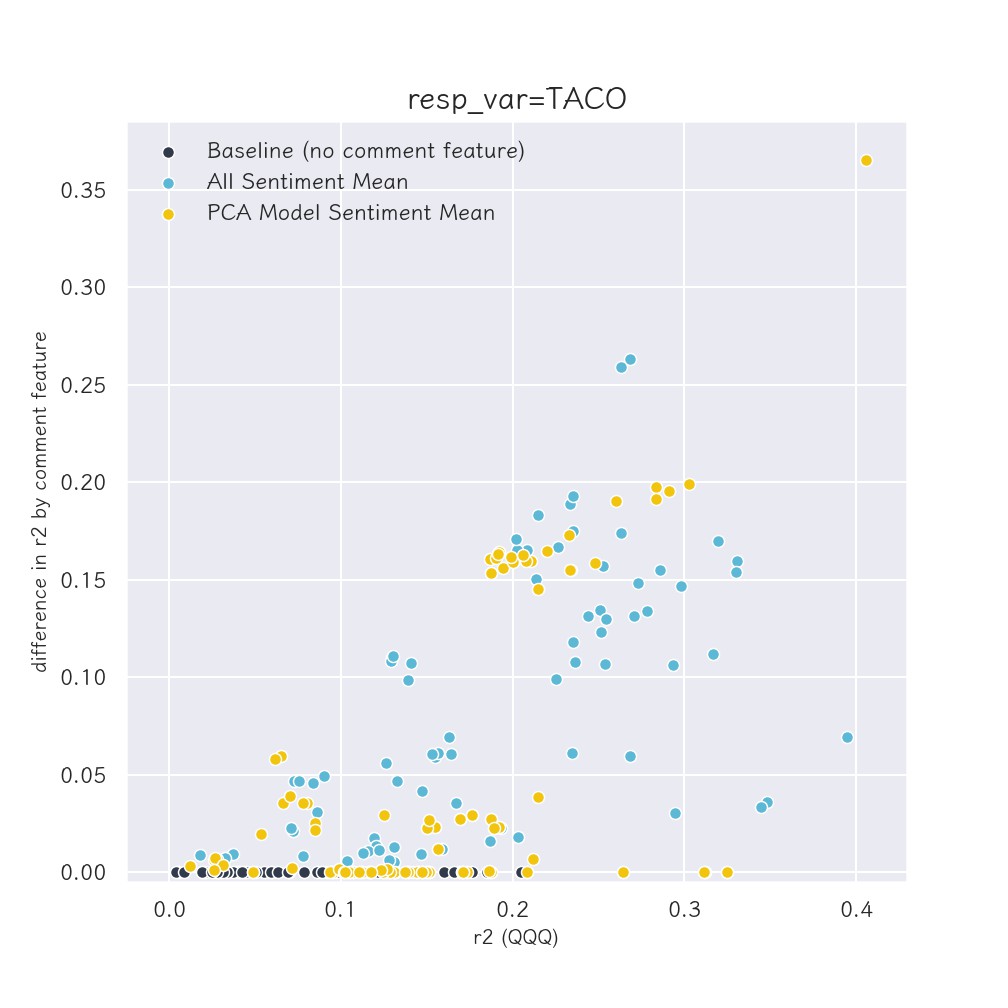 resp_var=TACO
Baseline (no comment feature)
All Sentiment Mean
PCA Model Sentiment Mean
difference in r2 by comment feature
0.35
0.30
0.25
0.20
0.15
0.10
0.05
0.00
0.0
0.1
0.2
0.3
0.4
r2 (QQQ)